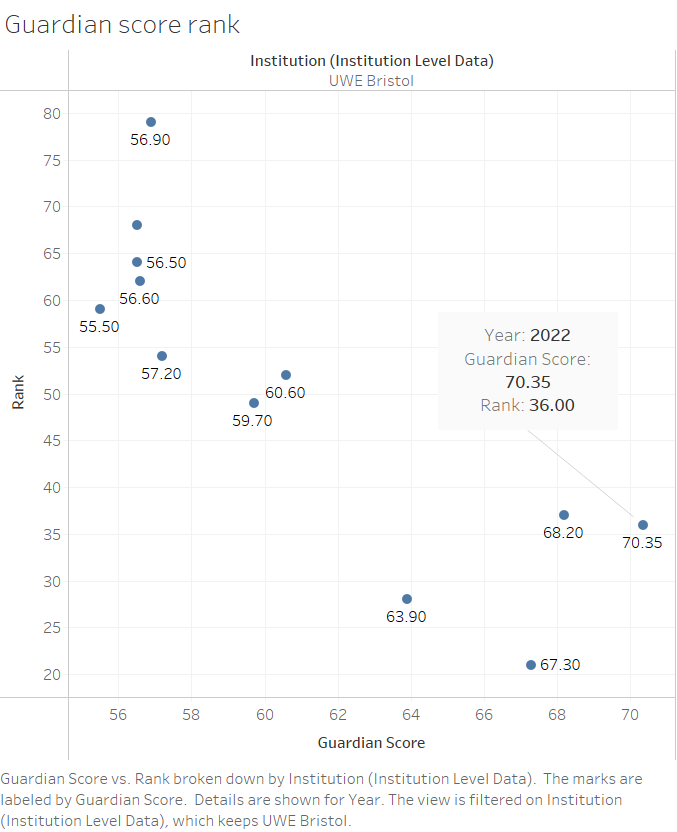 Guardian score rank
Institution (Institution Level Data)
UWE Bristol
80
56.90
75
70
65
56.50
56.60
60
55.50
55
57.20
Year: 2022
Guardian Score:
70.35
Rank: 36.00
60.60
50
59.70
45
40
68.20
35
70.35
30
63.90
25
67.30
20
Rank
56 58 60 62 64 66 68 70
Guardian Score
Guardian Score vs. Rank broken down by Institution (Institution Level Data).  The marks are
labeled by Guardian Score.  Details are shown for Year. The view is filtered on Institution
(Institution Level Data), which keeps UWE Bristol.